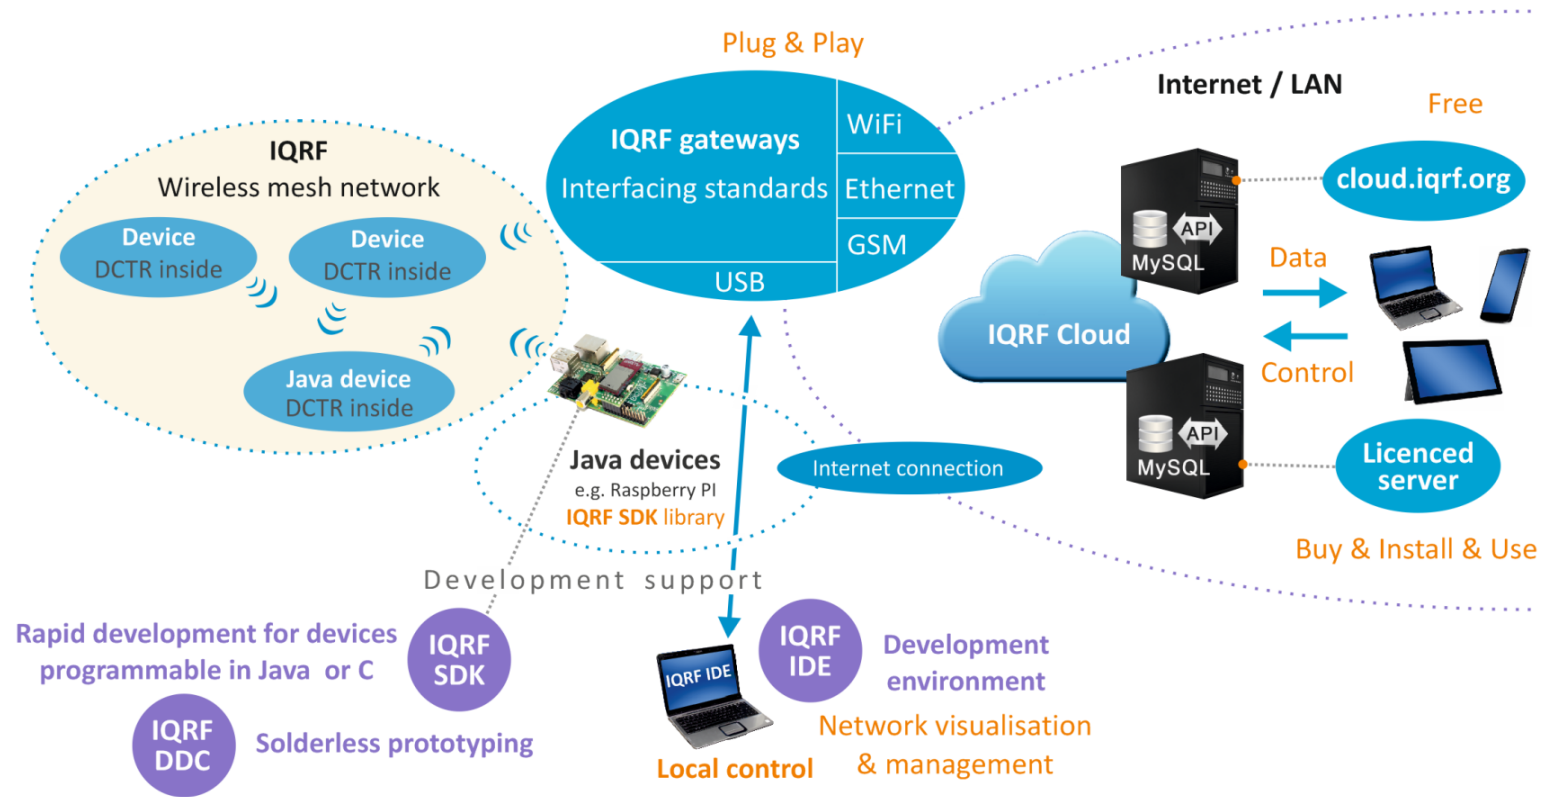 Plug & Play
IQRF gateways
Interfacing standards
WiFi
Ethernet
GSM
USB
IQRF
Wireless mesh network
Device
DCTR inside
Device
DCTR inside
Java device
DCTR inside
Internet / LAN
Free
cloud.iqrf.org
API
MySQL
Data
IQRF Cloud
Control
API
MySQL
Licenced
server
Buy & Install & Use
Internet connection
Java devices
e.g. Raspberry PI
IQRF SDK library
Development support
Rapid development for devices
programmable in Java or C
IQRF
SDK
IQRF
DDC
Solderless prototyping
IQRF IDE
Local control
IQRF
IDE
Development
environment
Network visualisation
& management